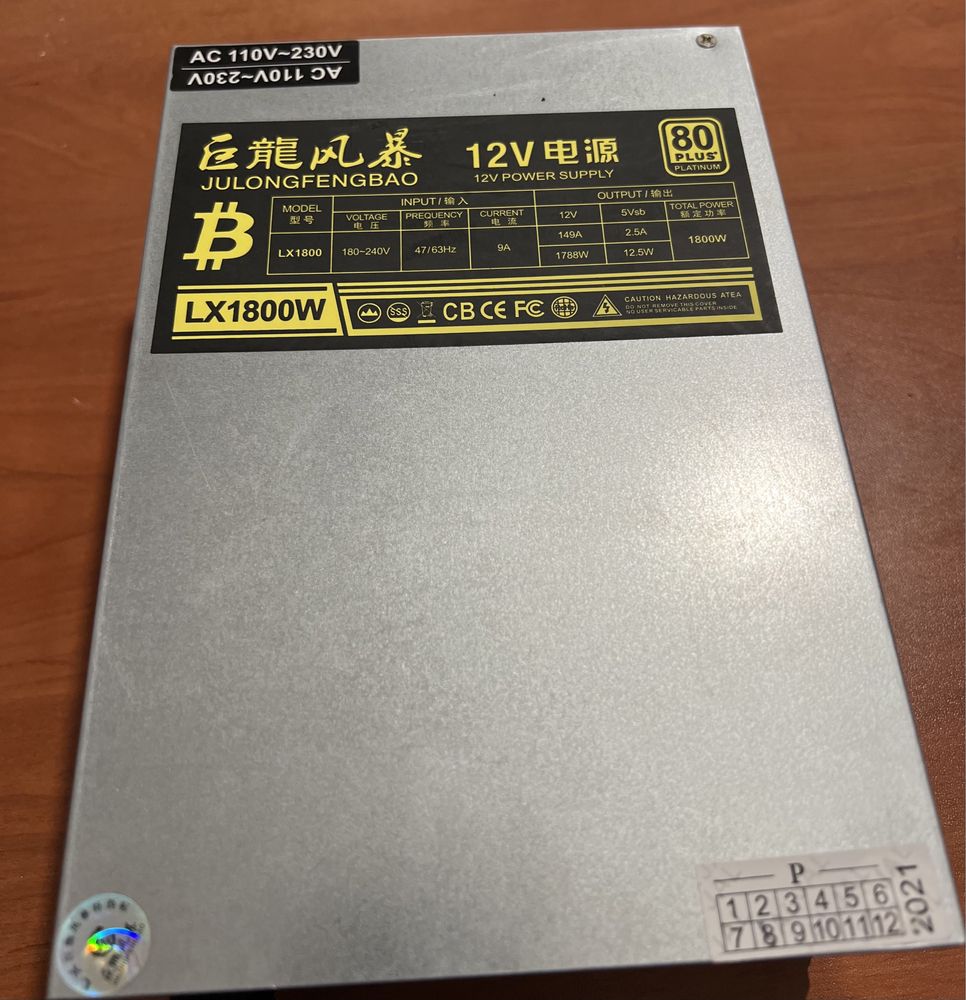 AC 110V~230V
AC 110V~230V
巨龍风暴
JULONGFENGBAO
12V电源
12V POWER SUPPLY
80
PLUS
PLATINUM
MODEL
型号
INPUT / 输入
OUTPUT / 输出
VOLTAGE
电压
PREQUENCY
频率
CURRENT
电流
12V
5Vsb
TOTAL POWER
额定功率
LX1800
180~240V
47/63Hz
9A
149A
2.5A
1800W
1788W
12.5W
LX1800W
SSS
CB CE FC
CAUTION HAZARDOUS ATEA
DO NOT REMOVE THIS COVER
NO USER SERVICABLE PARTS INSIDE
P
1 2 3 4 5 6
7 8 9 10 11 12
2021